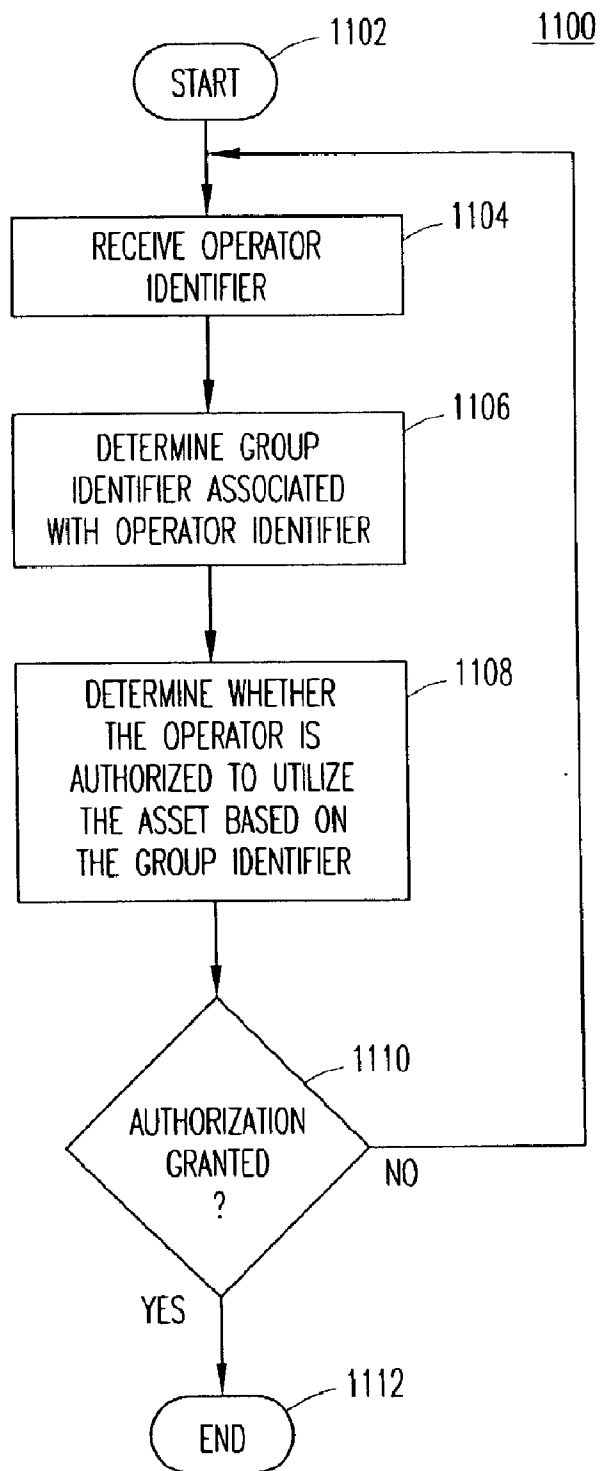 1102
1100
START
1104
RECEIVE OPERATOR
IDENTIFIER
1106
DETERMINE GROUP
IDENTIFIER ASSOCIATED
WITH OPERATOR IDENTIFIER
1108
DETERMINE WHETHER
THE OPERATOR IS
AUTHORIZED TO UTILIZE
THE ASSET BASED ON
THE GROUP IDENTIFIER
1110
AUTHORIZATION
GRANTED
?
NO
YES
1112
END